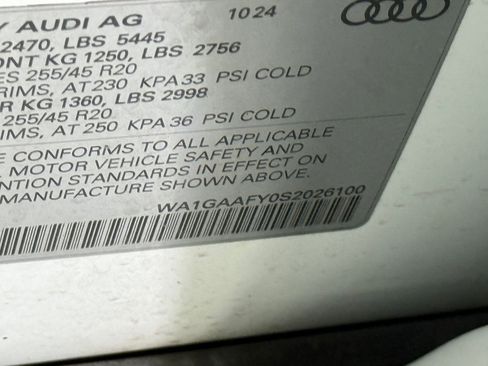 Y AUDI AG 10 24
2470, LBS 5445
ONT KG 1250, LBS 2756
ES 255/45 R20
RIMS, AT 230 KPA 33 PSI COLD
R KG 1360, LBS 2998
255/45 R20
IMS, AT 250 KPA 36 PSI COLD
E CONFORMS TO ALL APPLICABLE
L MOTOR VEHICLE SAFETY AND
ENTION STANDARDS IN EFFECT ON
MANUFACTURE SHOWN ABOVE.
WA1GAAFY0S2026100